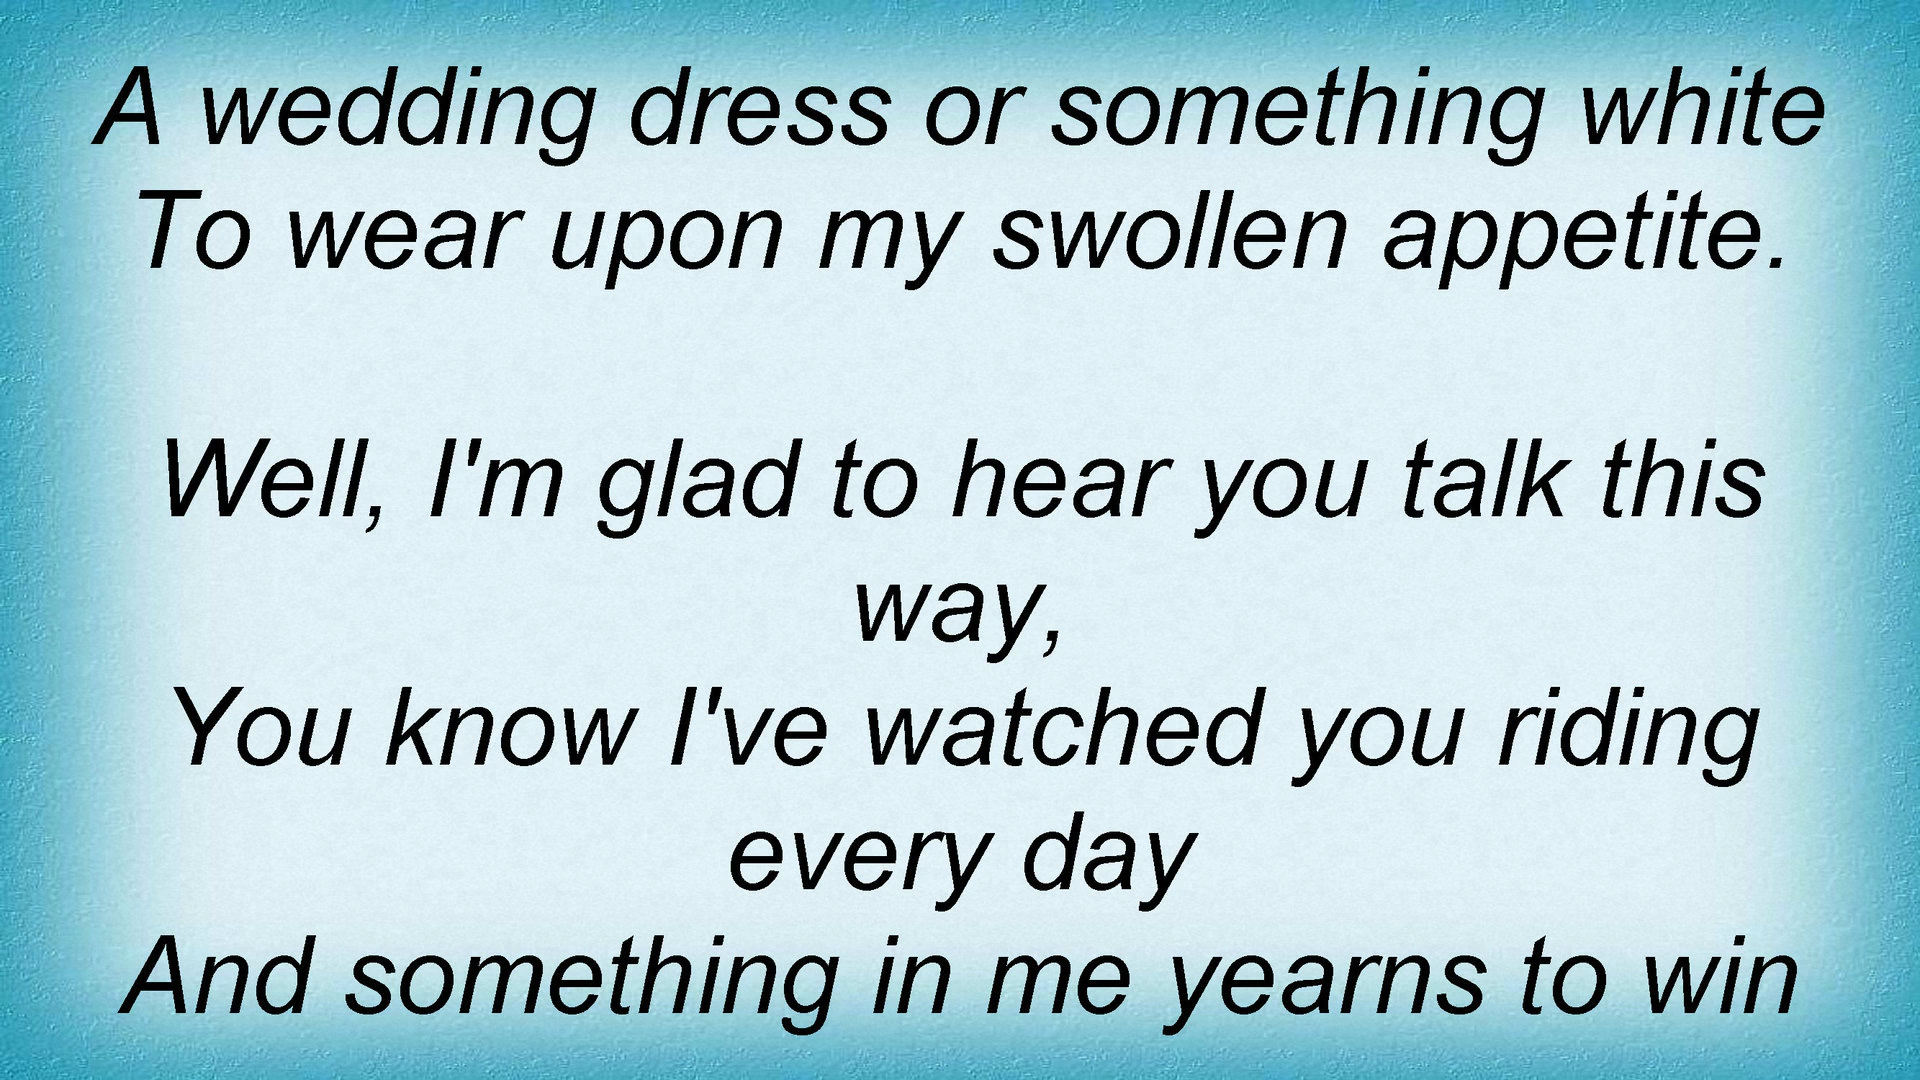 A wedding dress or something white
To wear upon my swollen appetite.
Well, I'm glad to hear you talk this
way,
You know I've watched you riding
every day
And something in me yearns to win